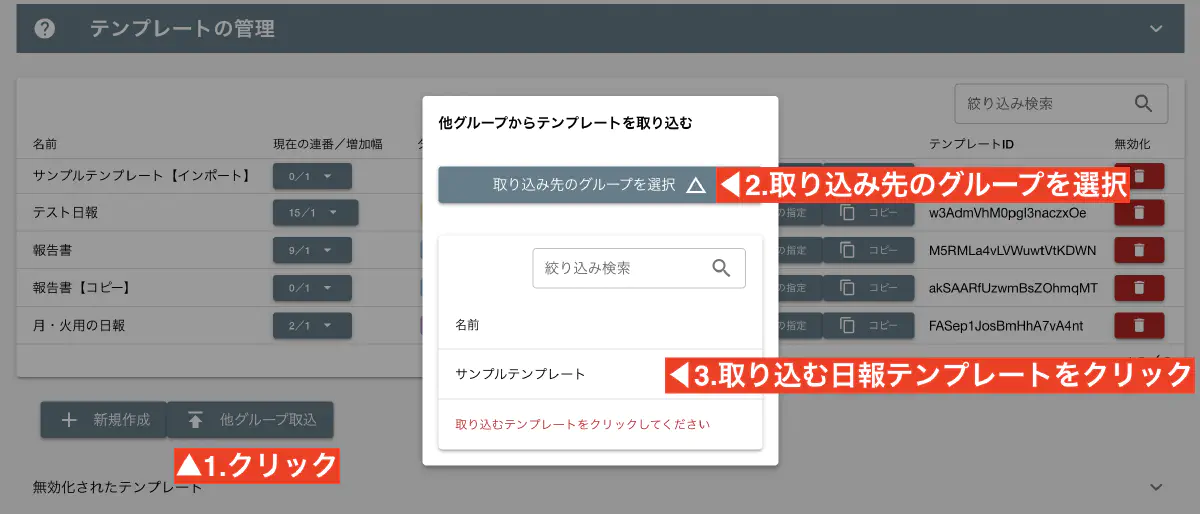 テンプレートの管理
絞り込み検索
名前 現在の連番／増加幅 テンプレートID 無効化
サンプルテンプレート【インポート】 0/1
テスト日報 15/1 の指定 コピー w3AdmVhM0pgl3naczxOe
報告書 9/1 の指定 コピー M5RMLa4vLVWuwtVtKDWN
報告書【コピー】 0/1 の指定 コピー akSAARfUzwmBsZOhmqMT
月・火用の日報 2/1 の指定 コピー FASep1JosBmHhA7vA4nt
他グループからテンプレートを取り込む
取り込み先のグループを選択
◀2.取り込み先のグループを選択
絞り込み検索
名前
サンプルテンプレート
◀3.取り込む日報テンプレートをクリック
取り込むテンプレートをクリックしてください
新規作成 他グループ取込
▲1.クリック
無効化されたテンプレート